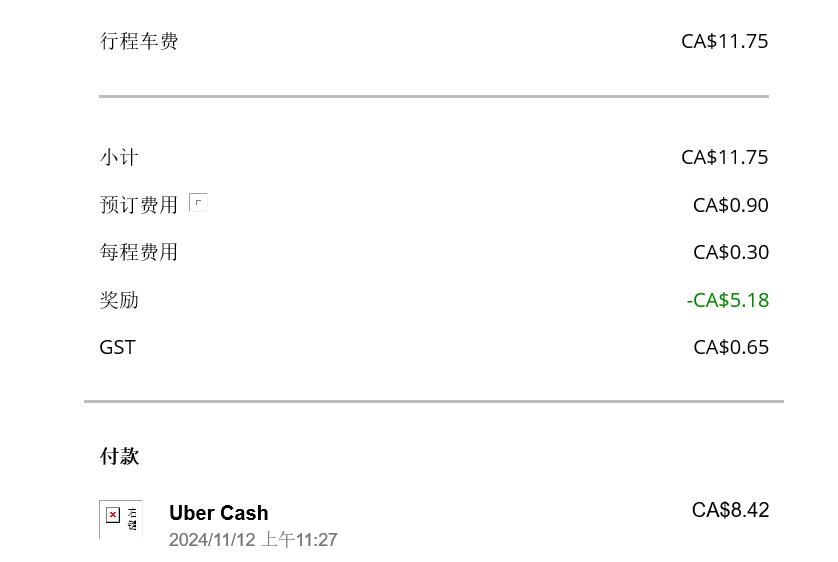 行程车费 CA$11.75
小计 CA$11.75
预订费用 CA$0.90
每程费用 CA$0.30
奖励 -CA$5.18
GST CA$0.65
付款
Uber Cash CA$8.42
2024/11/12 上午11:27